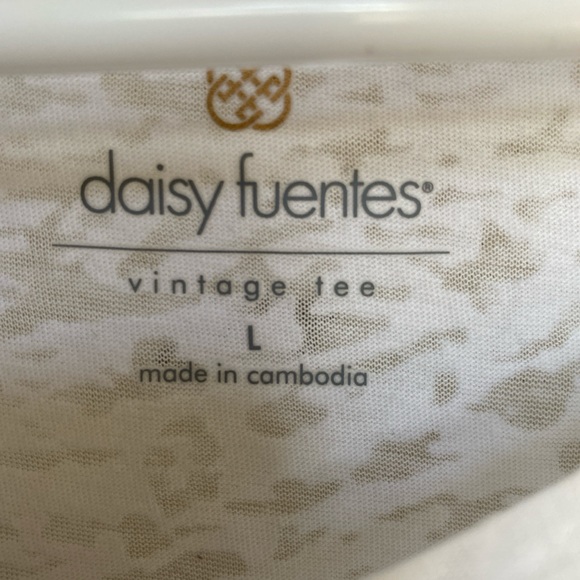 daisy fuentes®
vintage tee
L
made in cambodia